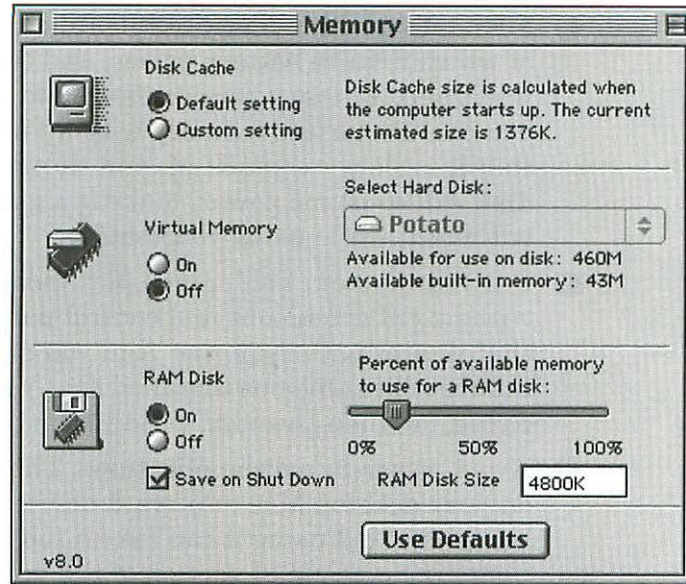 Memory
Disk Cache
Default setting
Custom setting
Disk Cache size is calculated when
the computer starts up. The current
estimated size is 1376K.
Virtual Memory
On
Off
Select Hard Disk:
Potato
Available for use on disk: 460M
Available built-in memory: 43M
RAM Disk
On
Off
Save on Shut Down
Percent of available memory
to use for a RAM disk:
0% 50% 100%
RAM Disk Size 4800K
Use Defaults
v8.0